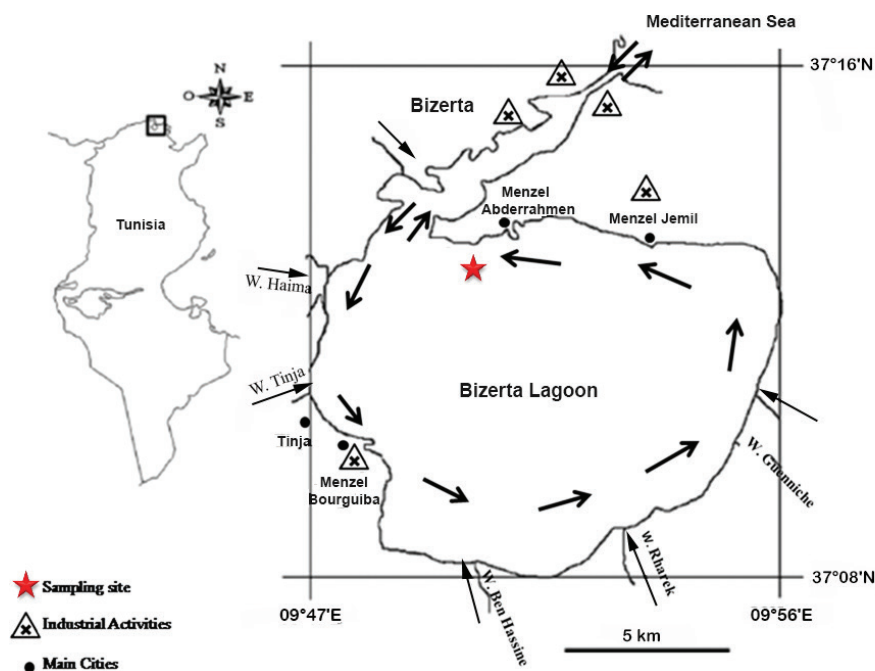 Mediterranean Sea
37°16'N
N
O
E
S
Bizerta
Menzel
Abderrahmen
Menzel Jemil
Tunisia
W. Haima
W. Tinja
Bizerta Lagoon
Tinja
Menzel
Bourguiba
W. Guenniche
W. Rharek
W. Ben Hassine
37°08'N
09°47'E
09°56'E
5 km
Sampling site
Industrial Activities
Main Cities